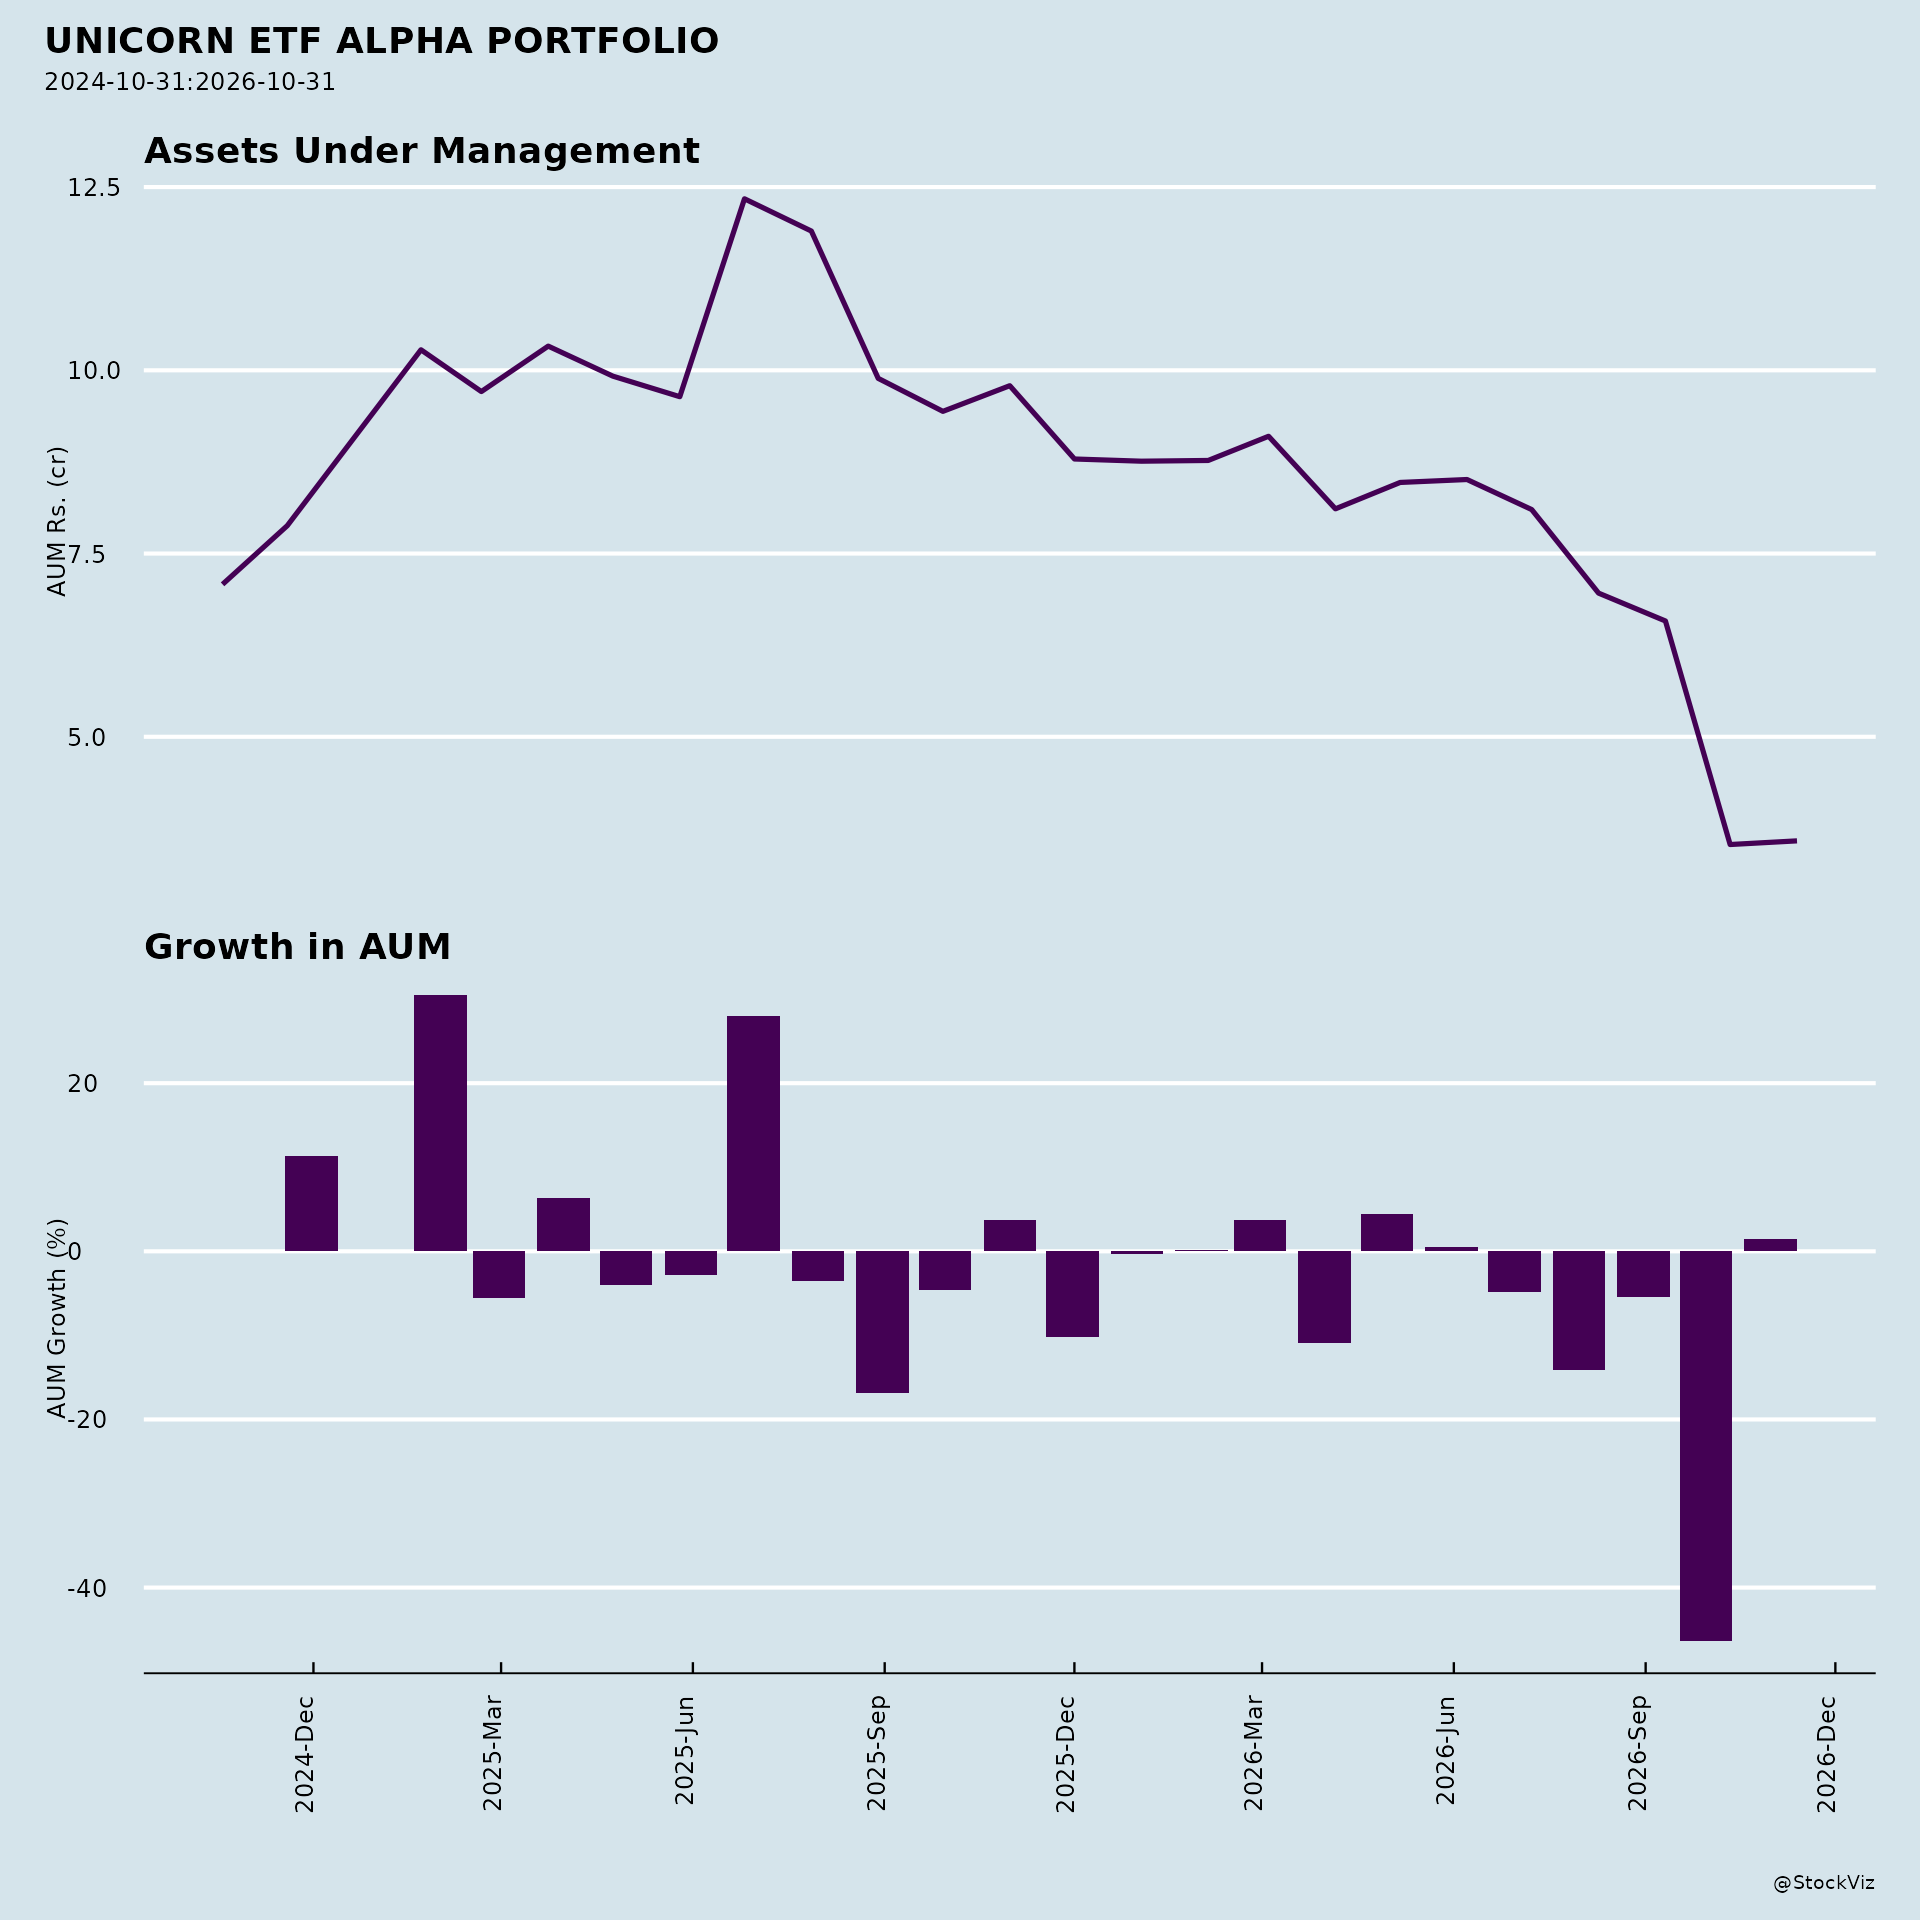 UNICORN ETF ALPHA PORTFOLIO
2024-10-31:2026-10-31
Assets Under Management
12.5
10.0
7.5
5.0
AUM Rs. (cr)
Growth in AUM
20
0
-20
-40
AUM Growth (%)
2024-Dec
2025-Mar
2025-Jun
2025-Sep
2025-Dec
2026-Mar
2026-Jun
2026-Sep
2026-Dec
@StockViz